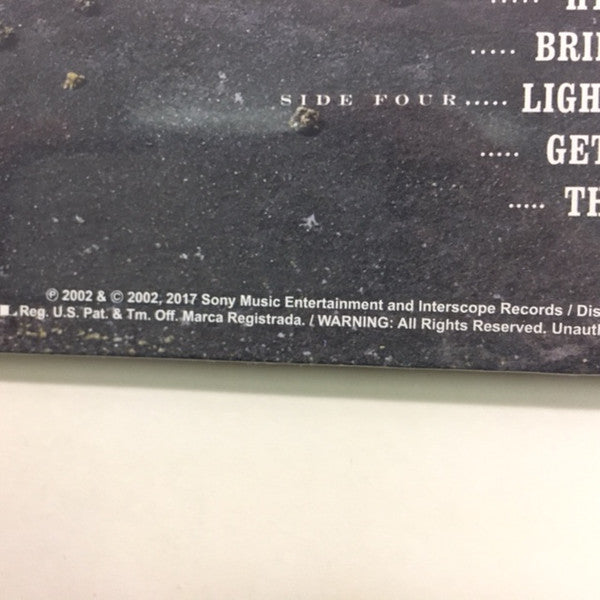 ..... BRI
SIDE FOUR ..... LIGH
..... GET
..... TH
℗ 2002 & © 2002, 2017 Sony Music Entertainment and Interscope Records / Dis
Reg. U.S. Pat. & Tm. Off. Marca Registrada. / WARNING: All Rights Reserved. Unauth